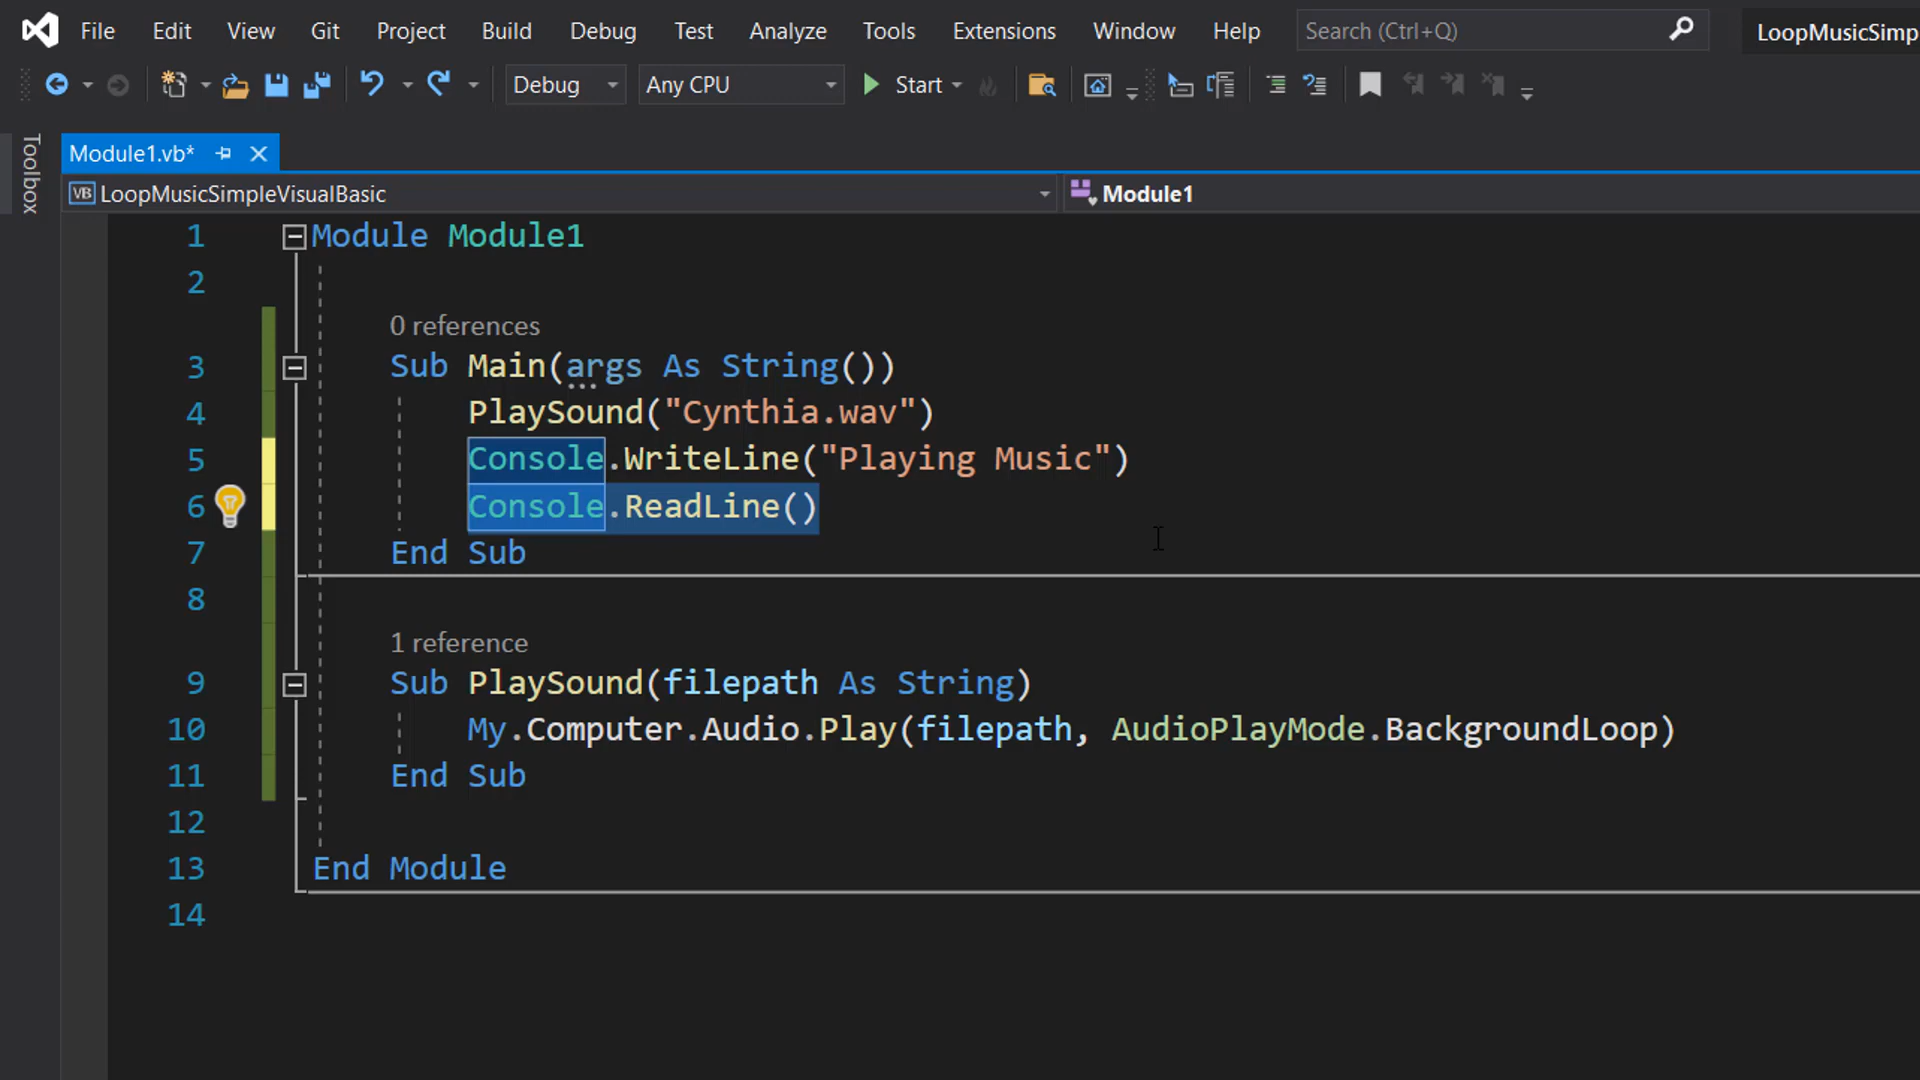 File Edit View Git Project Build Debug Test Analyze Tools Extensions Window Help Search (Ctrl+Q) LoopMusicSimp
Debug Any CPU Start
Toolbox
Module1.vb*
VB LoopMusicSimpleVisualBasic Module1
1 Module Module1
2
0 references
3 Sub Main(args As String())
4 PlaySound("Cynthia.wav")
5 Console.WriteLine("Playing Music")
6 Console.ReadLine()
7 End Sub
8
1 reference
9 Sub PlaySound(filepath As String)
10 My.Computer.Audio.Play(filepath, AudioPlayMode.BackgroundLoop)
11 End Sub
12
13 End Module
14